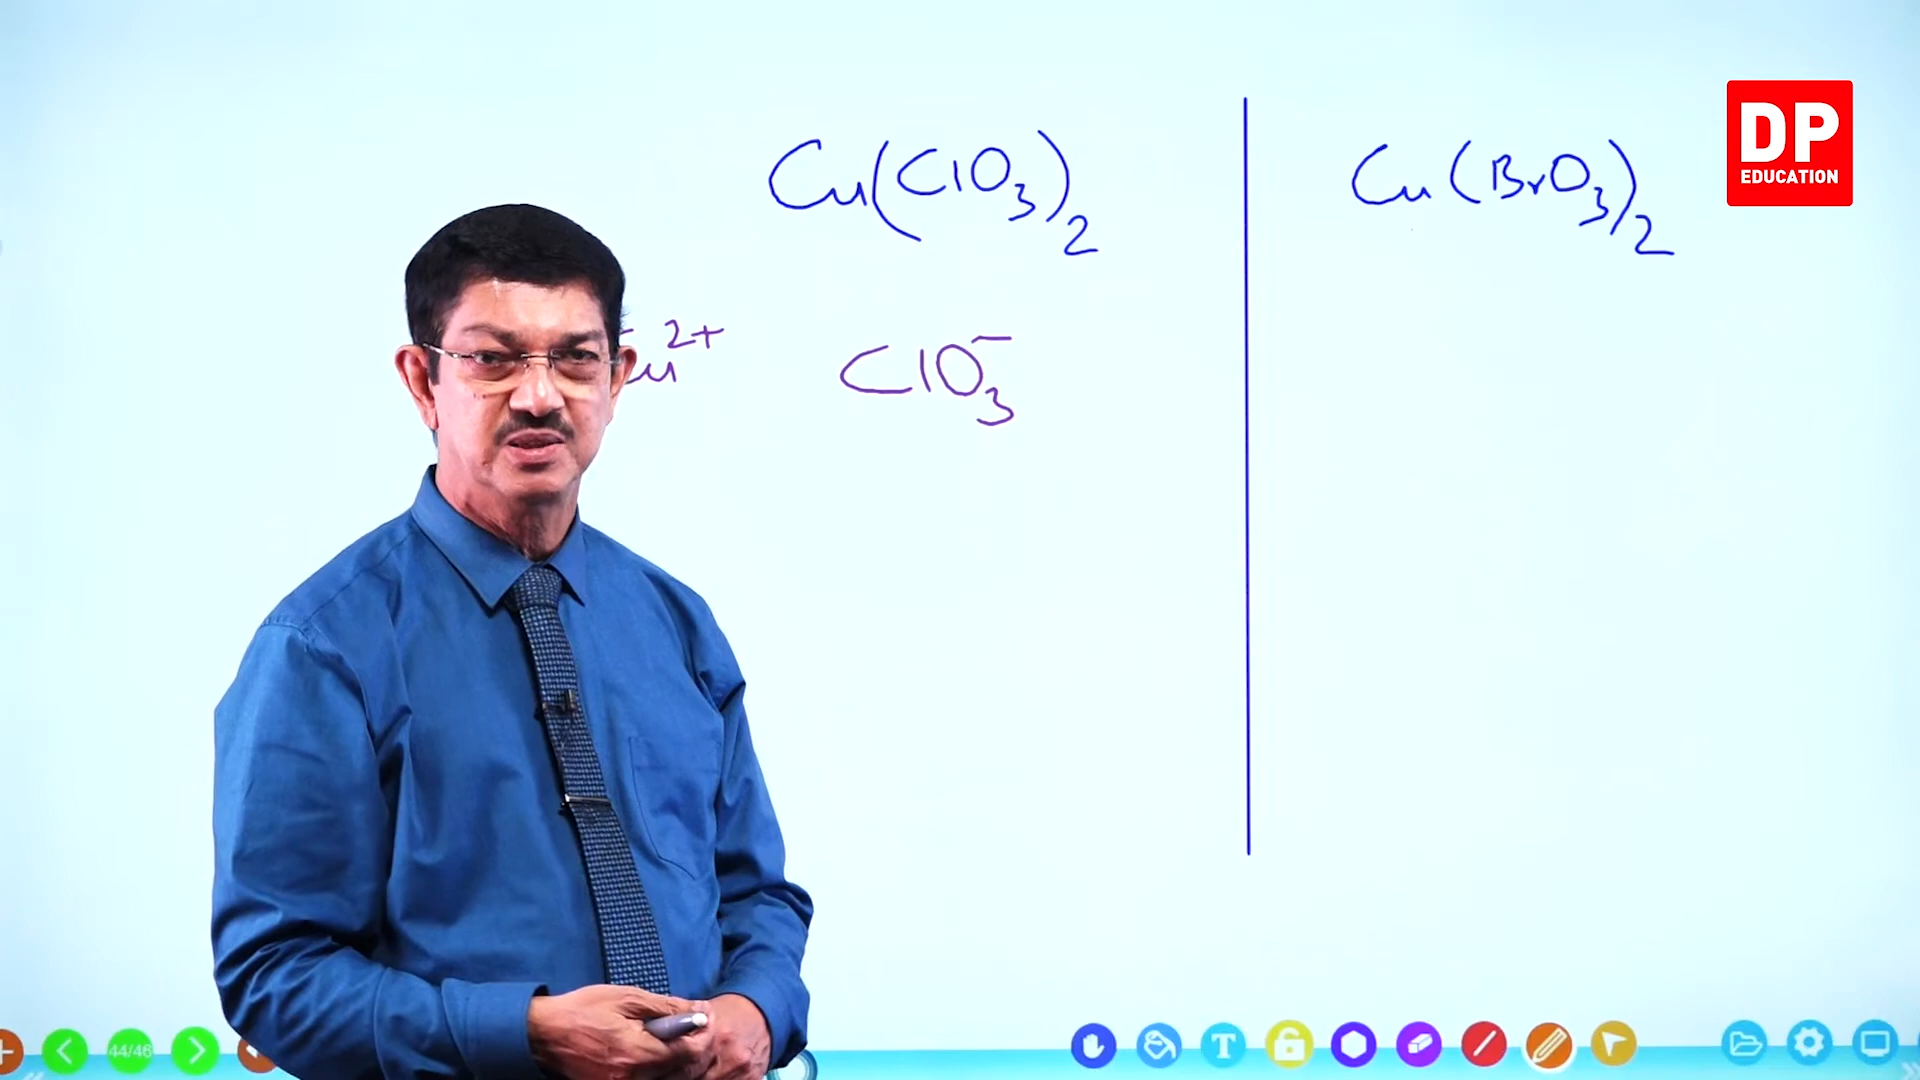 Cu(ClO3)2
Cu(BrO3)2
DP
EDUCATION
2+
ClO3-
44/46
T